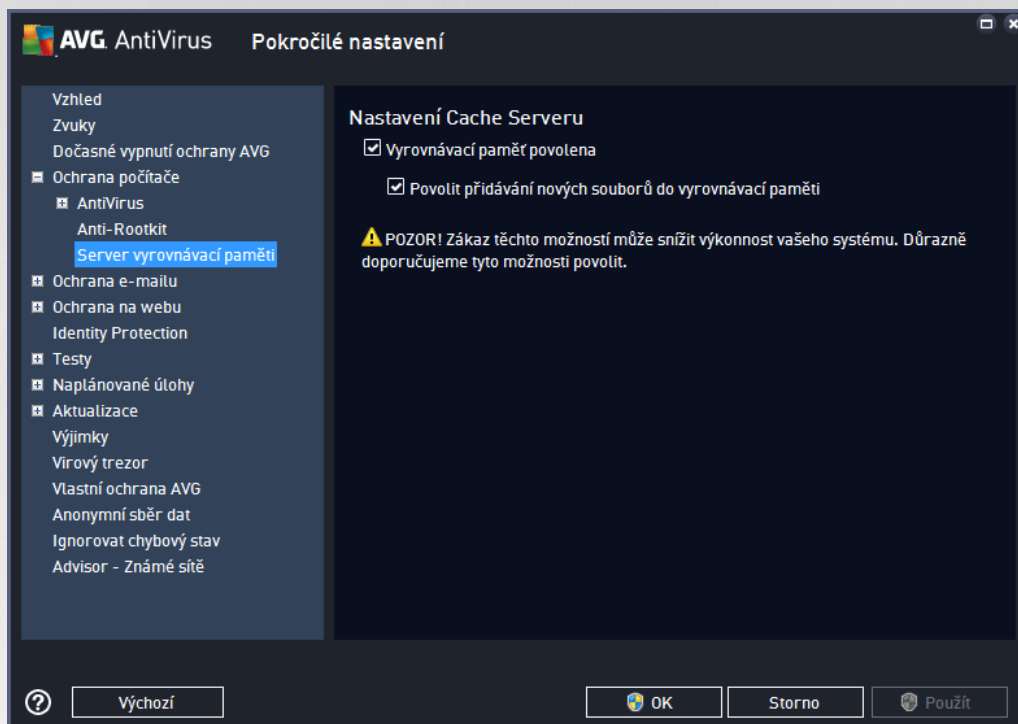 AVG AntiVirus Pokročilé nastavení
Vzhled
Zvuky
Dočasné vypnutí ochrany AVG
Ochrana počítače
AntiVirus
Anti-Rootkit
Server vyrovnávací paměti
Ochrana e-mailu
Ochrana na webu
Identity Protection
Testy
Naplánované úlohy
Aktualizace
Výjimky
Virový trezor
Vlastní ochrana AVG
Anonymní sběr dat
Ignorovat chybový stav
Advisor - Známé sítě
Nastavení Cache Serveru
Vyrovnávací paměť povolena
Povolit přidávání nových souborů do vyrovnávací paměti
POZOR! Zákaz těchto možností může snížit výkonnost vašeho systému. Důrazně
doporučujeme tyto možnosti povolit.
? Výchozí OK Storno Použít